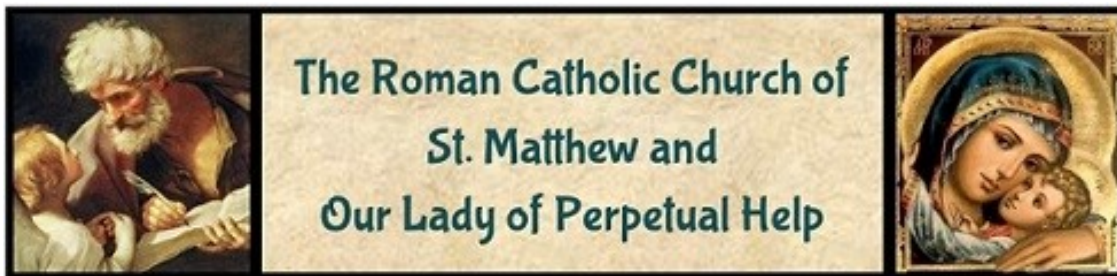 The Roman Catholic Church of
St. Matthew and
Our Lady of Perpetual Help